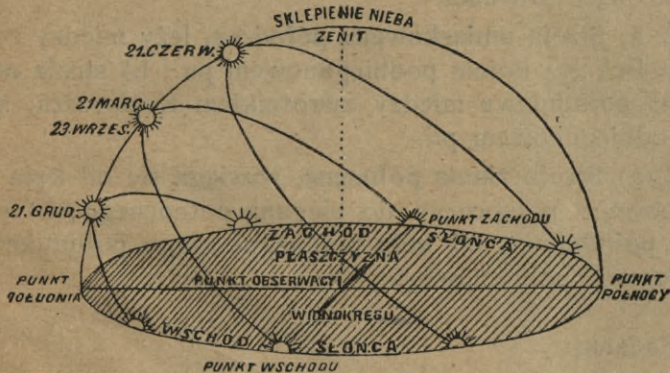 SKLEPIENIE NIEBA
ZENIT
21.CZERW.
21 MARC.
23.WRZES.
21. GRUD.
PUNKT ZACHODU
ZACHÓD SŁOŃCA
PŁASZCZYZNA
PUNKT OBSERWACYJ
PUNKT
POŁUDNIA
PUNKT
PÓŁNOCY
WIDNOKRĘGU
WSCHÓD SŁOŃCA
PUNKT WSCHODU